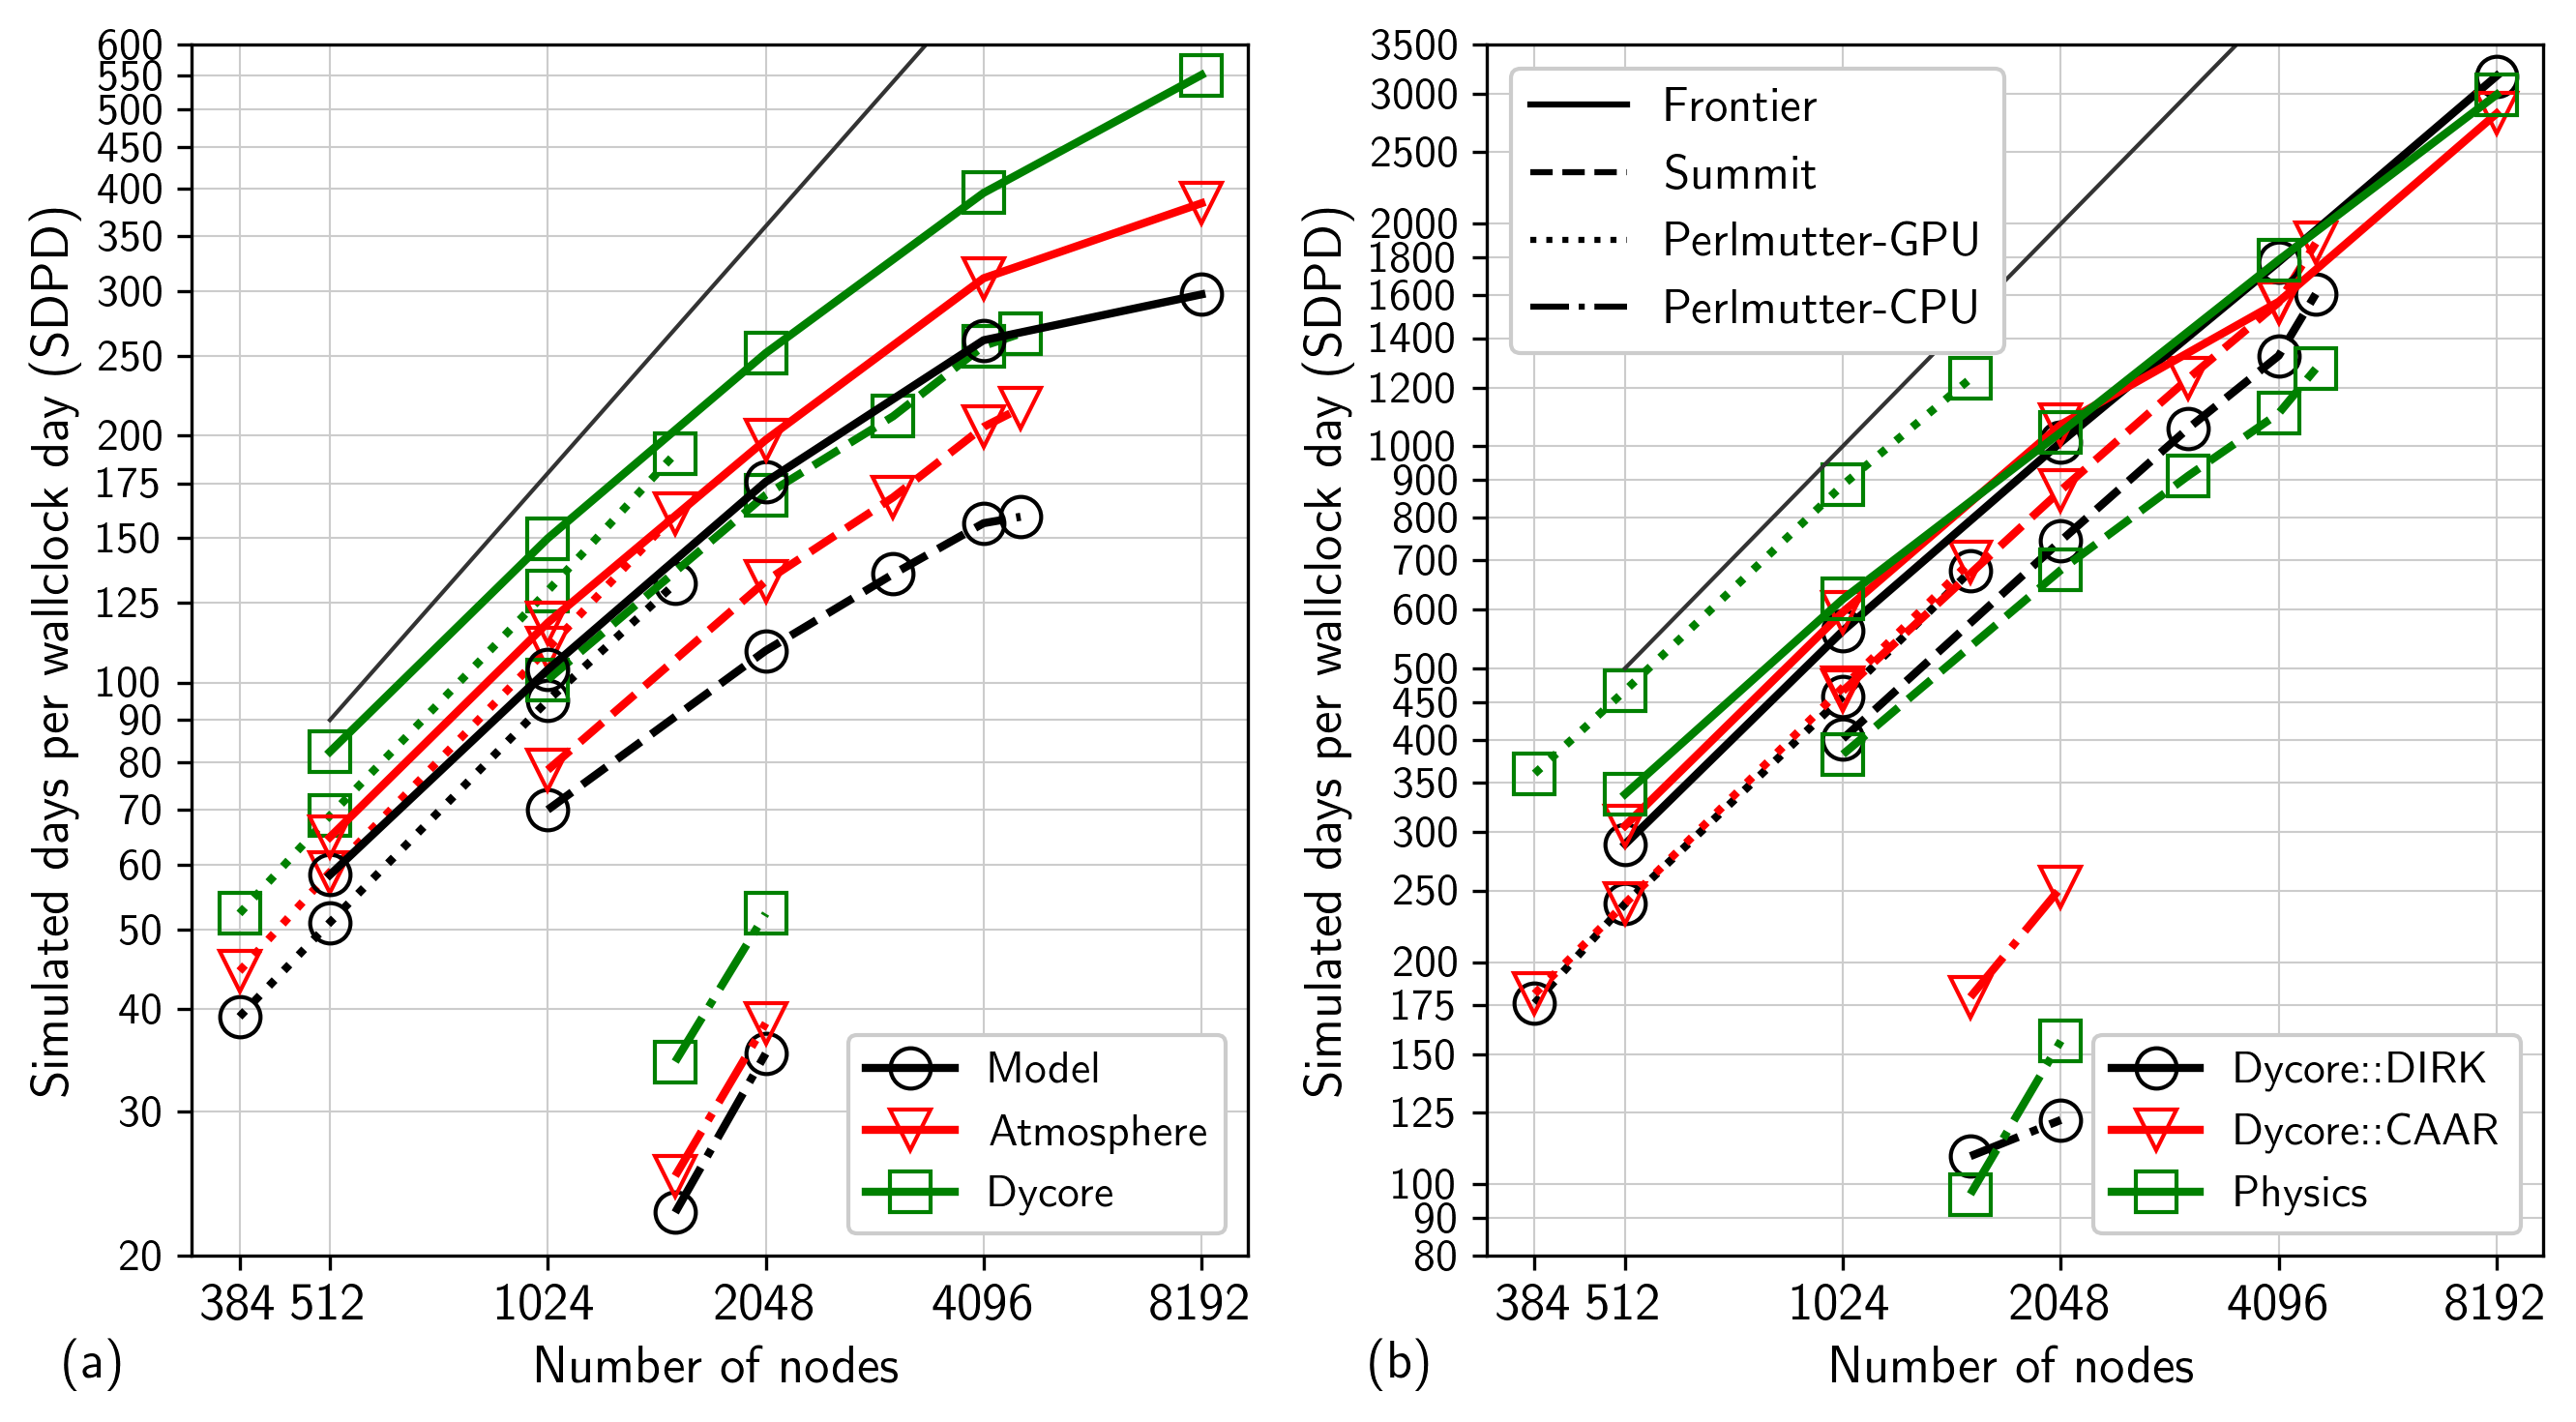 Simulated days per wallclock day (SDPD)
600
550
500
450
400
350
300
250
200
175
150
125
100
90
80
70
60
50
40
30
20
Model
Atmosphere
Dycore
384 512 1024 2048 4096 8192
Number of nodes
(a)
Simulated days per wallclock day (SDPD)
3500
3000
2500
2000
1800
1600
1400
1200
1000
900
800
700
600
500
450
400
350
300
250
200
175
150
125
100
90
80
Frontier
Summit
Perlmutter-GPU
Perlmutter-CPU
Dycore::DIRK
Dycore::CAAR
Physics
384 512 1024 2048 4096 8192
Number of nodes
(b)